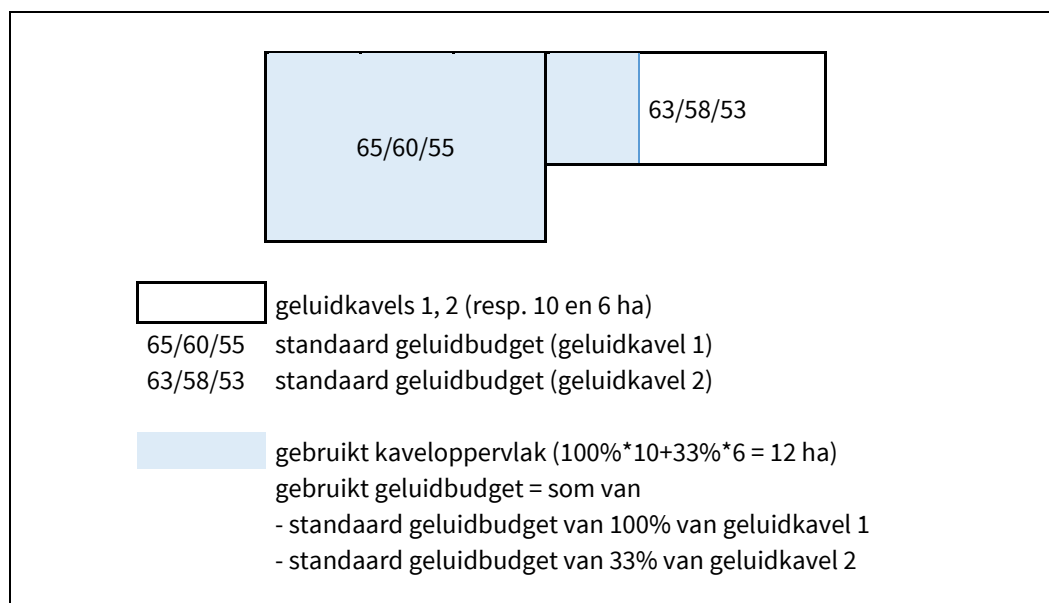 65/60/55
63/58/53
geluidkavels 1, 2 (resp. 10 en 6 ha)
65/60/55 standaard geluidbudget (geluidkavel 1)
63/58/53 standaard geluidbudget (geluidkavel 2)
gebruikt kaveloppervlak (100%*10+33%*6 = 12 ha)
gebruikt geluidbudget = som van
- standaard geluidbudget van 100% van geluidkavel 1
- standaard geluidbudget van 33% van geluidkavel 2